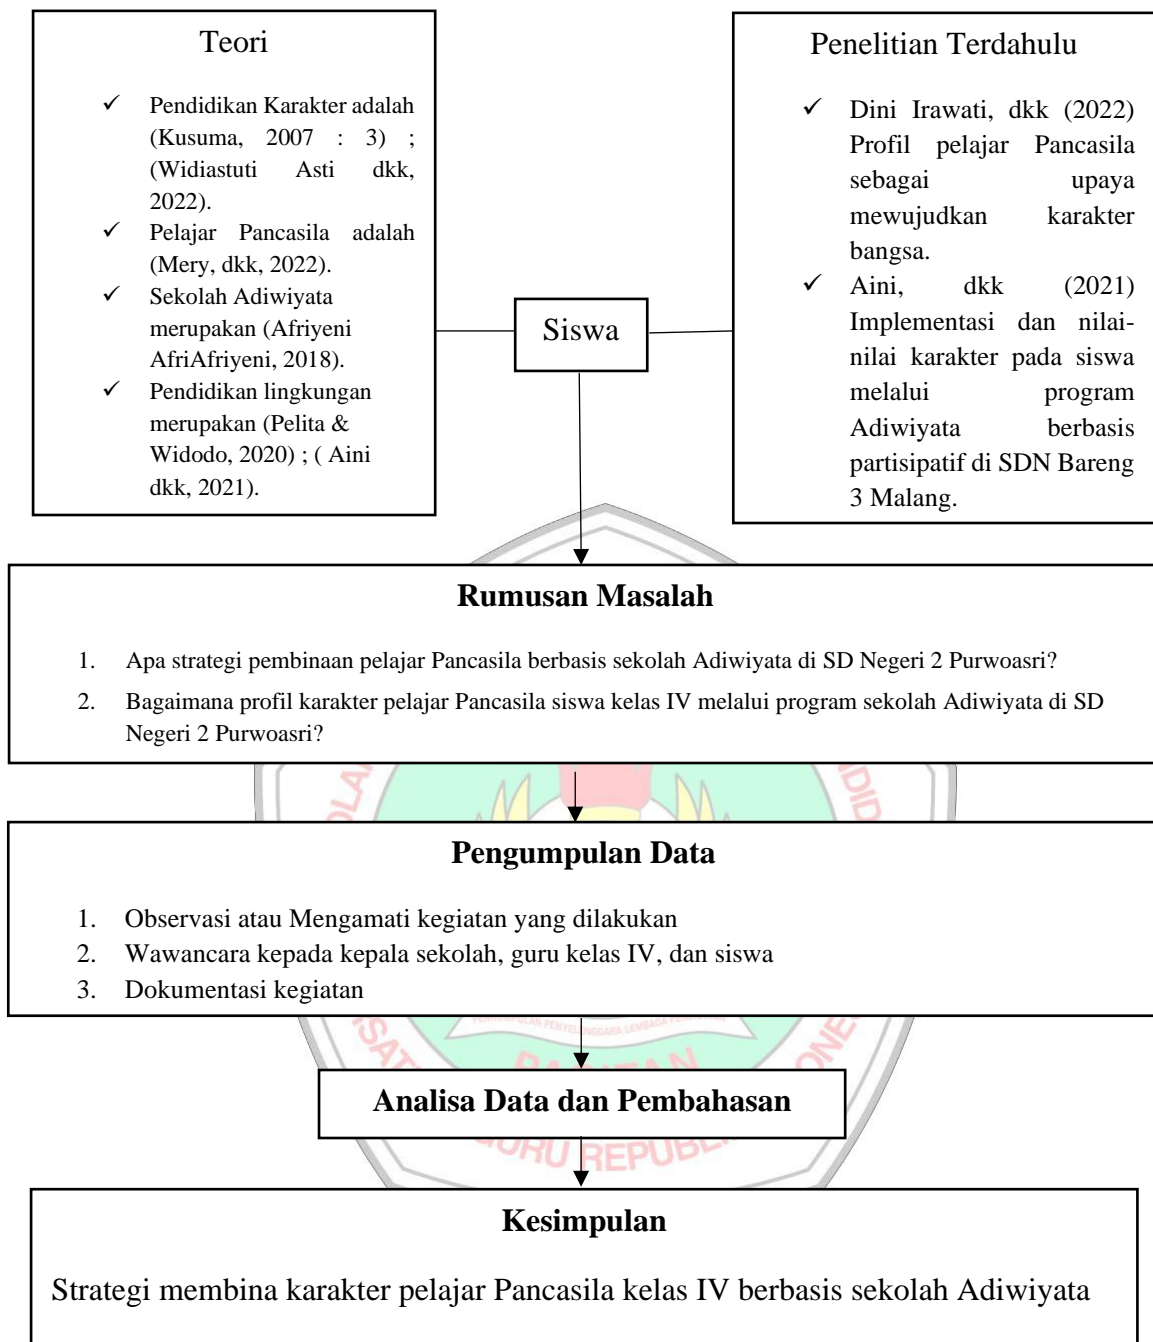 Teori
✓ Pendidikan Karakter adalah
(Kusuma, 2007 : 3) ;
(Widiastuti Asti dkk,
2022).
✓ Pelajar Pancasila adalah
(Mery, dkk, 2022).
✓ Sekolah Adiwiyata
merupakan (Afriyeni
AfriAfriyeni, 2018).
✓ Pendidikan lingkungan
merupakan (Pelita &
Widodo, 2020) ; ( Aini
dkk, 2021).
Siswa
Penelitian Terdahulu
✓ Dini Irawati, dkk (2022)
Profil pelajar Pancasila
sebagai upaya
mewujudkan karakter
bangsa.
✓ Aini, dkk (2021)
Implementasi dan nilai-
nilai karakter pada siswa
melalui program
Adiwiyata berbasis
partisipatif di SDN Bareng
3 Malang.
Rumusan Masalah
1. Apa strategi pembinaan pelajar Pancasila berbasis sekolah Adiwiyata di SD Negeri 2 Purwoasri?
2. Bagaimana profil karakter pelajar Pancasila siswa kelas IV melalui program sekolah Adiwiyata di SD
Negeri 2 Purwoasri?
Pengumpulan Data
1. Observasi atau Mengamati kegiatan yang dilakukan
2. Wawancara kepada kepala sekolah, guru kelas IV, dan siswa
3. Dokumentasi kegiatan
Analisa Data dan Pembahasan
GURU REPUBL
Kesimpulan
Strategi membina karakter pelajar Pancasila kelas IV berbasis sekolah Adiwiyata